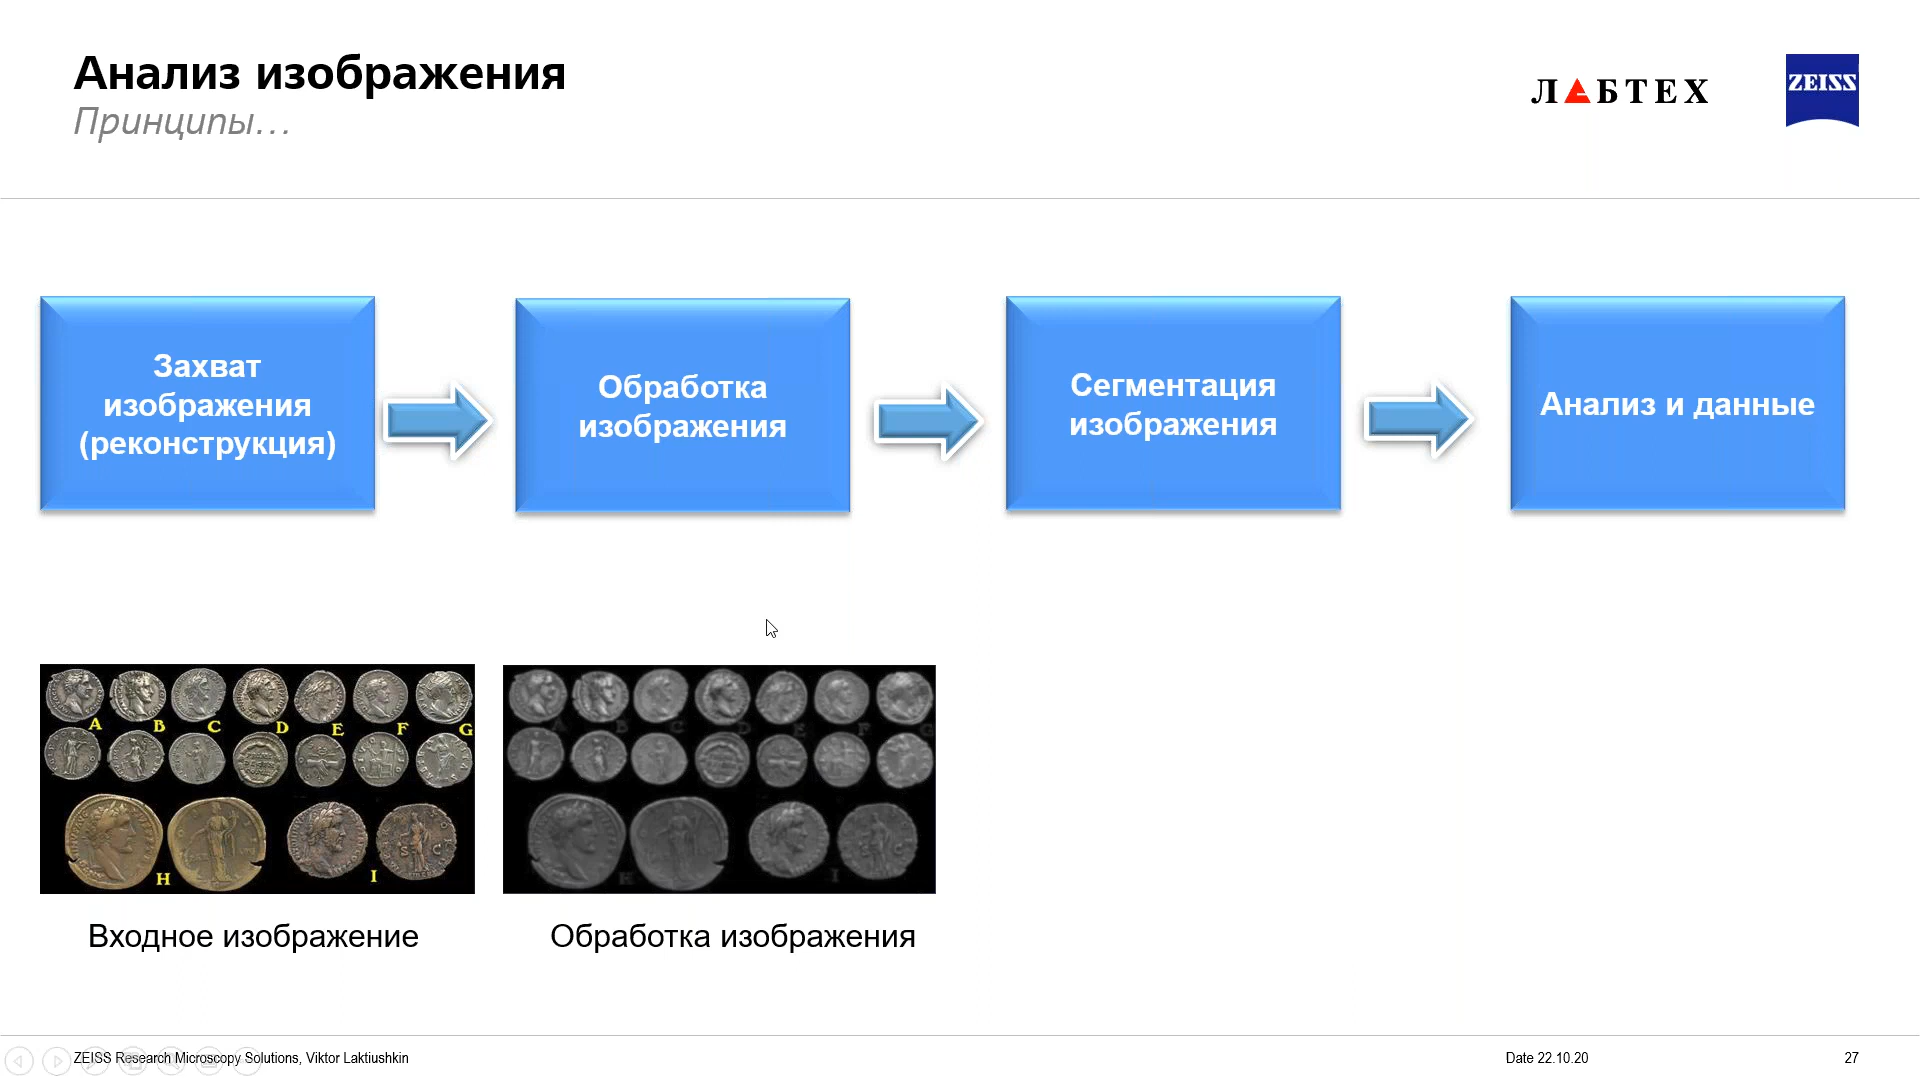 Анализ изображения
Принципы...
ЛАБТЕХ
ZEISS
Захват
изображения
(реконструкция)
Обработка
изображения
Сегментация
изображения
Анализ и данные
A B C D E F G
H I
S C
A B C D E F G
H I
Входное изображение
Обработка изображения
ZEISS Research Microscopy Solutions, Viktor Laktiushkin
Date 22.10.20
27